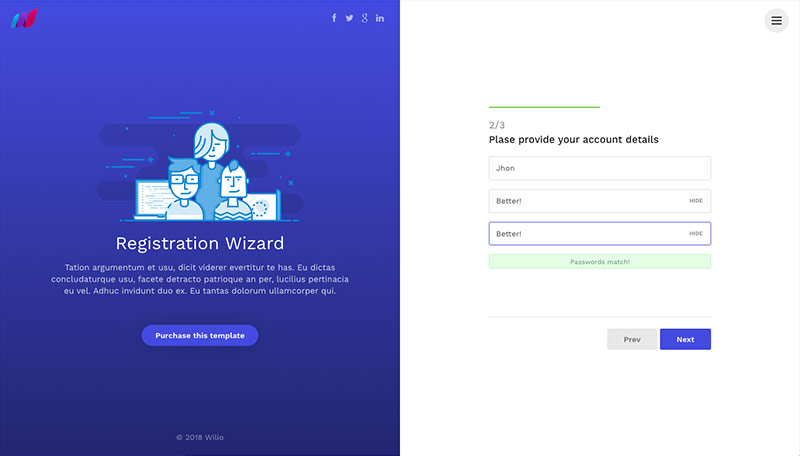 Registration Wizard
Tation argumentum et usu, dicit viderer evertitur te has. Eu dictas
concludaturque usu, facete detracto patrioque an per, lucilius pertinacia
eu vel. Adhuc invidunt duo ex. Eu tantas dolorum ullamcorper qui.
Purchase this template
© 2018 Wilio
2/3
Plase provide your account details
Jhon
Better! HIDE
Better! HIDE
Passwords match!
Prev Next